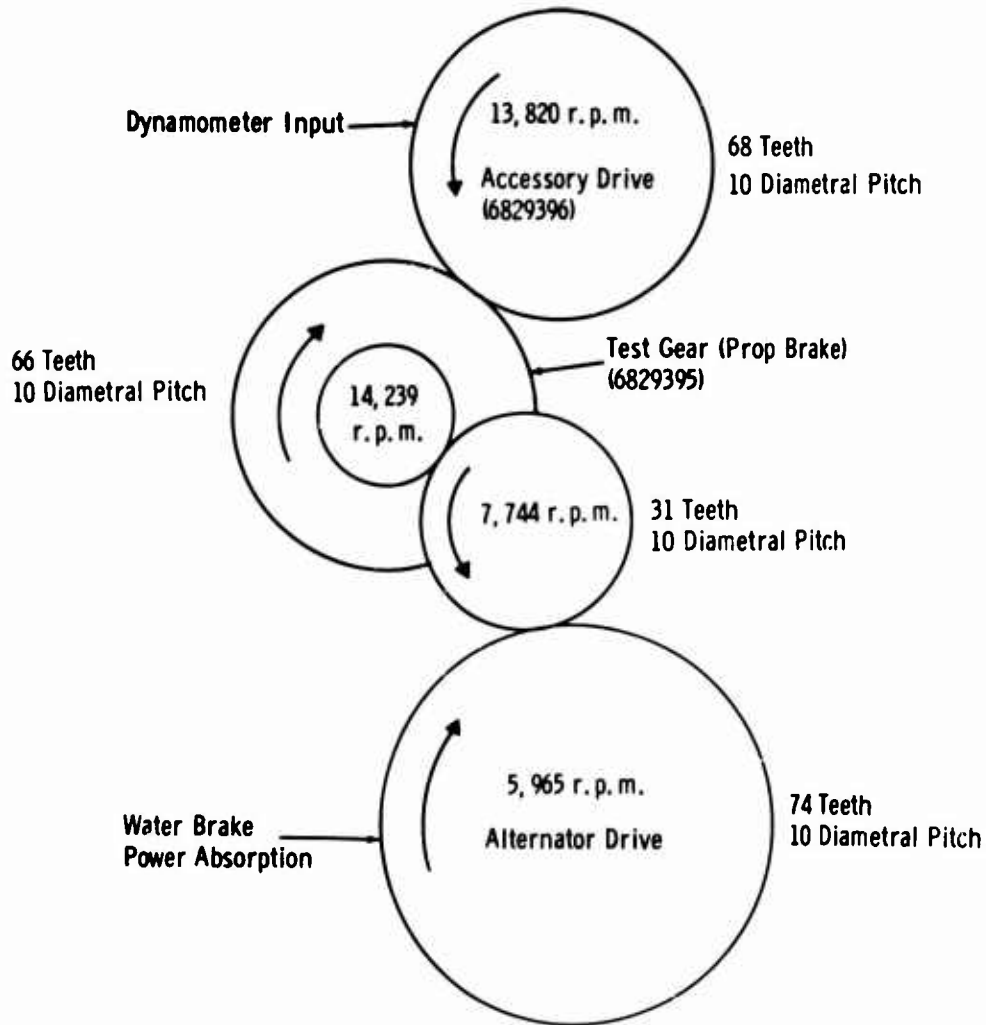 Dynamometer Input
13,820 r.p.m.
Accessory Drive
(6829396)
68 Teeth
10 Diametral Pitch
66 Teeth
10 Diametral Pitch
14,239
r.p.m.
Test Gear (Prop Brake)
(6829395)
7,744 r.p.m.
31 Teeth
10 Diametral Pitch
5,965 r.p.m.
Alternator Drive
Water Brake
Power Absorption
74 Teeth
10 Diametral Pitch